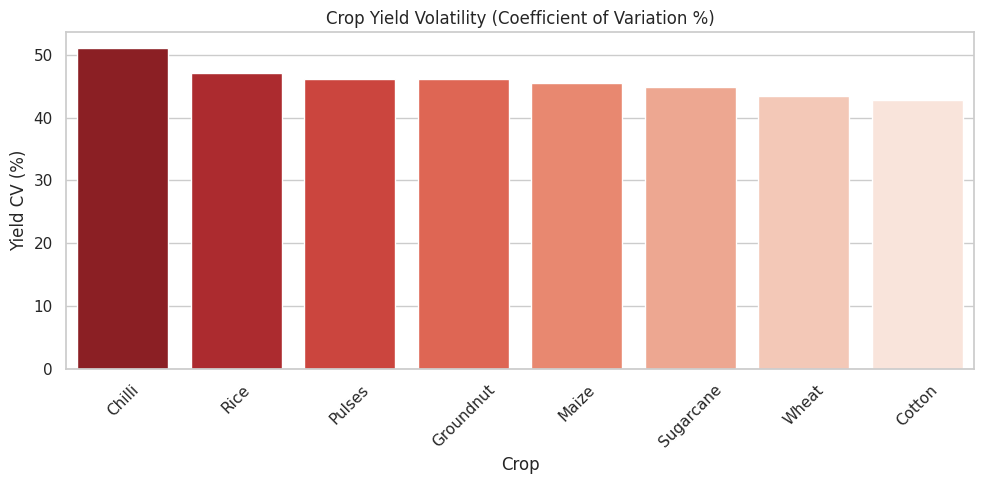 Crop Yield Volatility (Coefficient of Variation %)
Yield CV (%)
50
40
30
20
10
0
Chilli
Rice
Pulses
Groundnut
Maize
Sugarcane
Wheat
Cotton
Crop